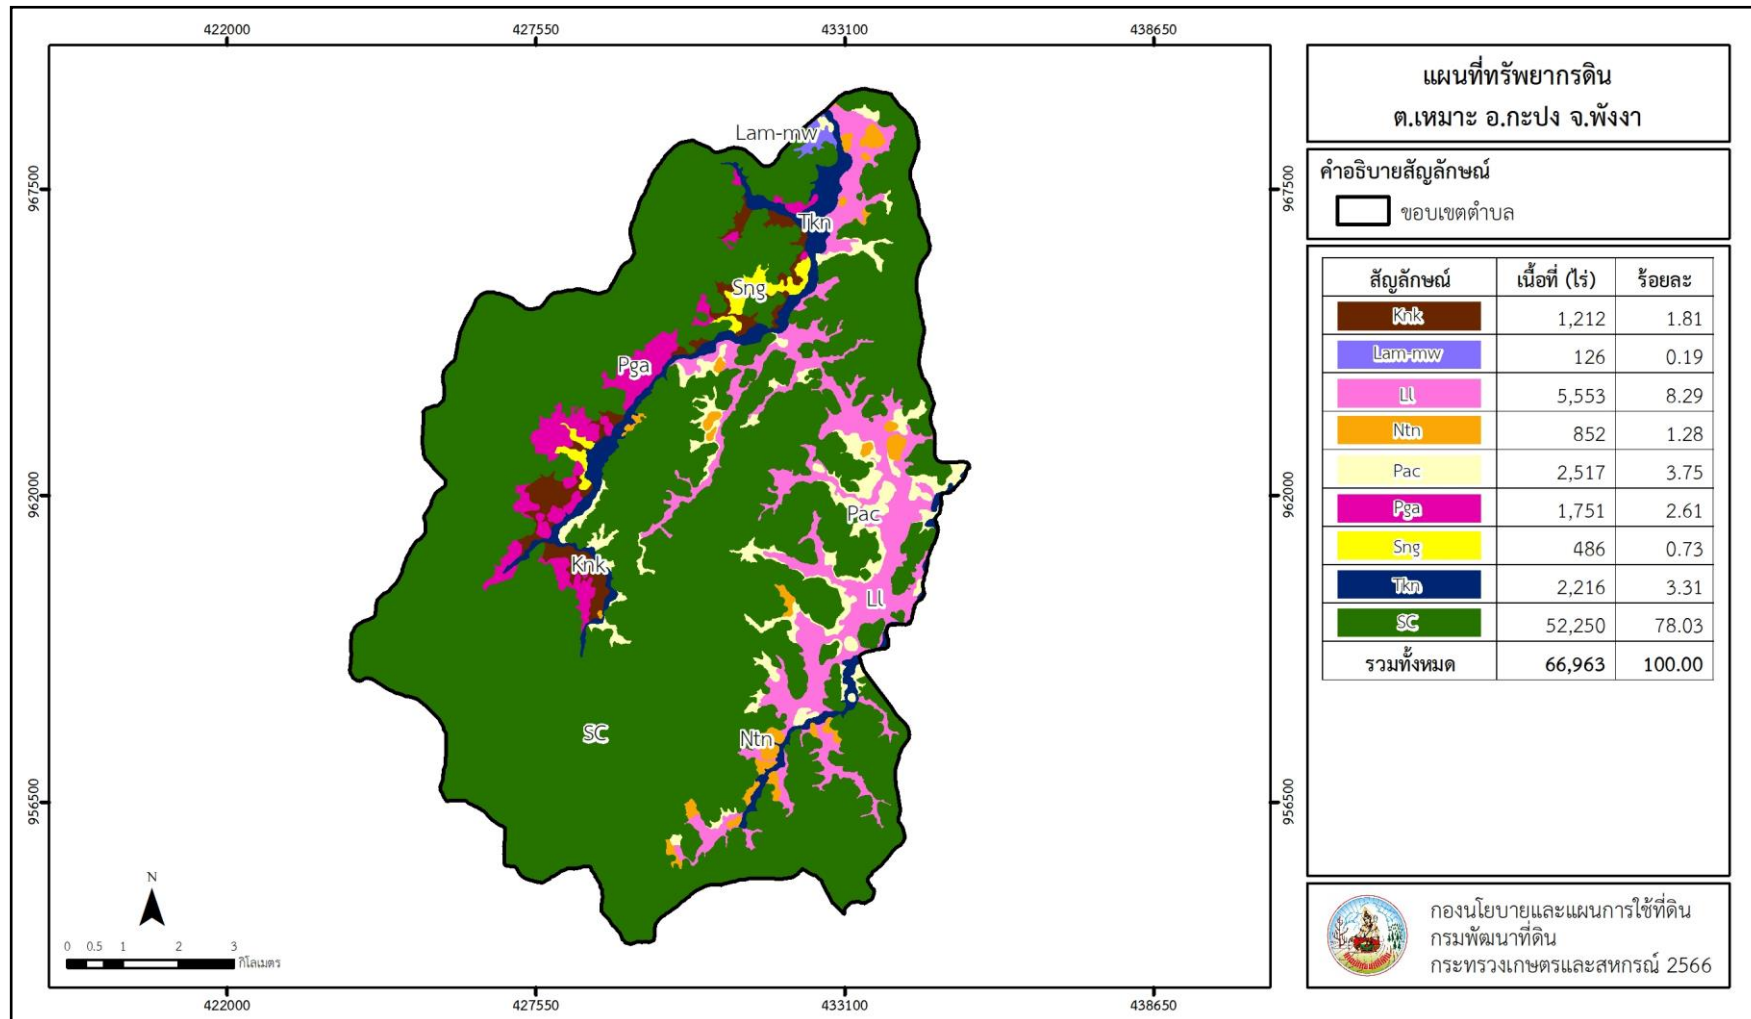 422000
427550
433100
438650
967500
962000
956500
967500
962000
956500
Lam-mw
Tkn
Sng
Pga
Pac
Knk
Ll
SC
Ntn
N
0 0.5 1 2 3
กิโลเมตร
422000
427550
433100
438650
แผนที่ทรัพยากรดิน
ต.เหมาะ อ.กะปง จ.พังงา
คำอธิบายสัญลักษณ์
ขอบเขตตำบล
สัญลักษณ์ เนื้อที่ (ไร่) ร้อยละ
Knk 1,212 1.81
Lam-mw 126 0.19
Ll 5,553 8.29
Ntn 852 1.28
Pac 2,517 3.75
Pga 1,751 2.61
Sng 486 0.73
Tkn 2,216 3.31
SC 52,250 78.03
รวมทั้งหมด 66,963 100.00
กองนโยบายและแผนการใช้ที่ดิน
กรมพัฒนาที่ดิน
กระทรวงเกษตรและสหกรณ์ 2566